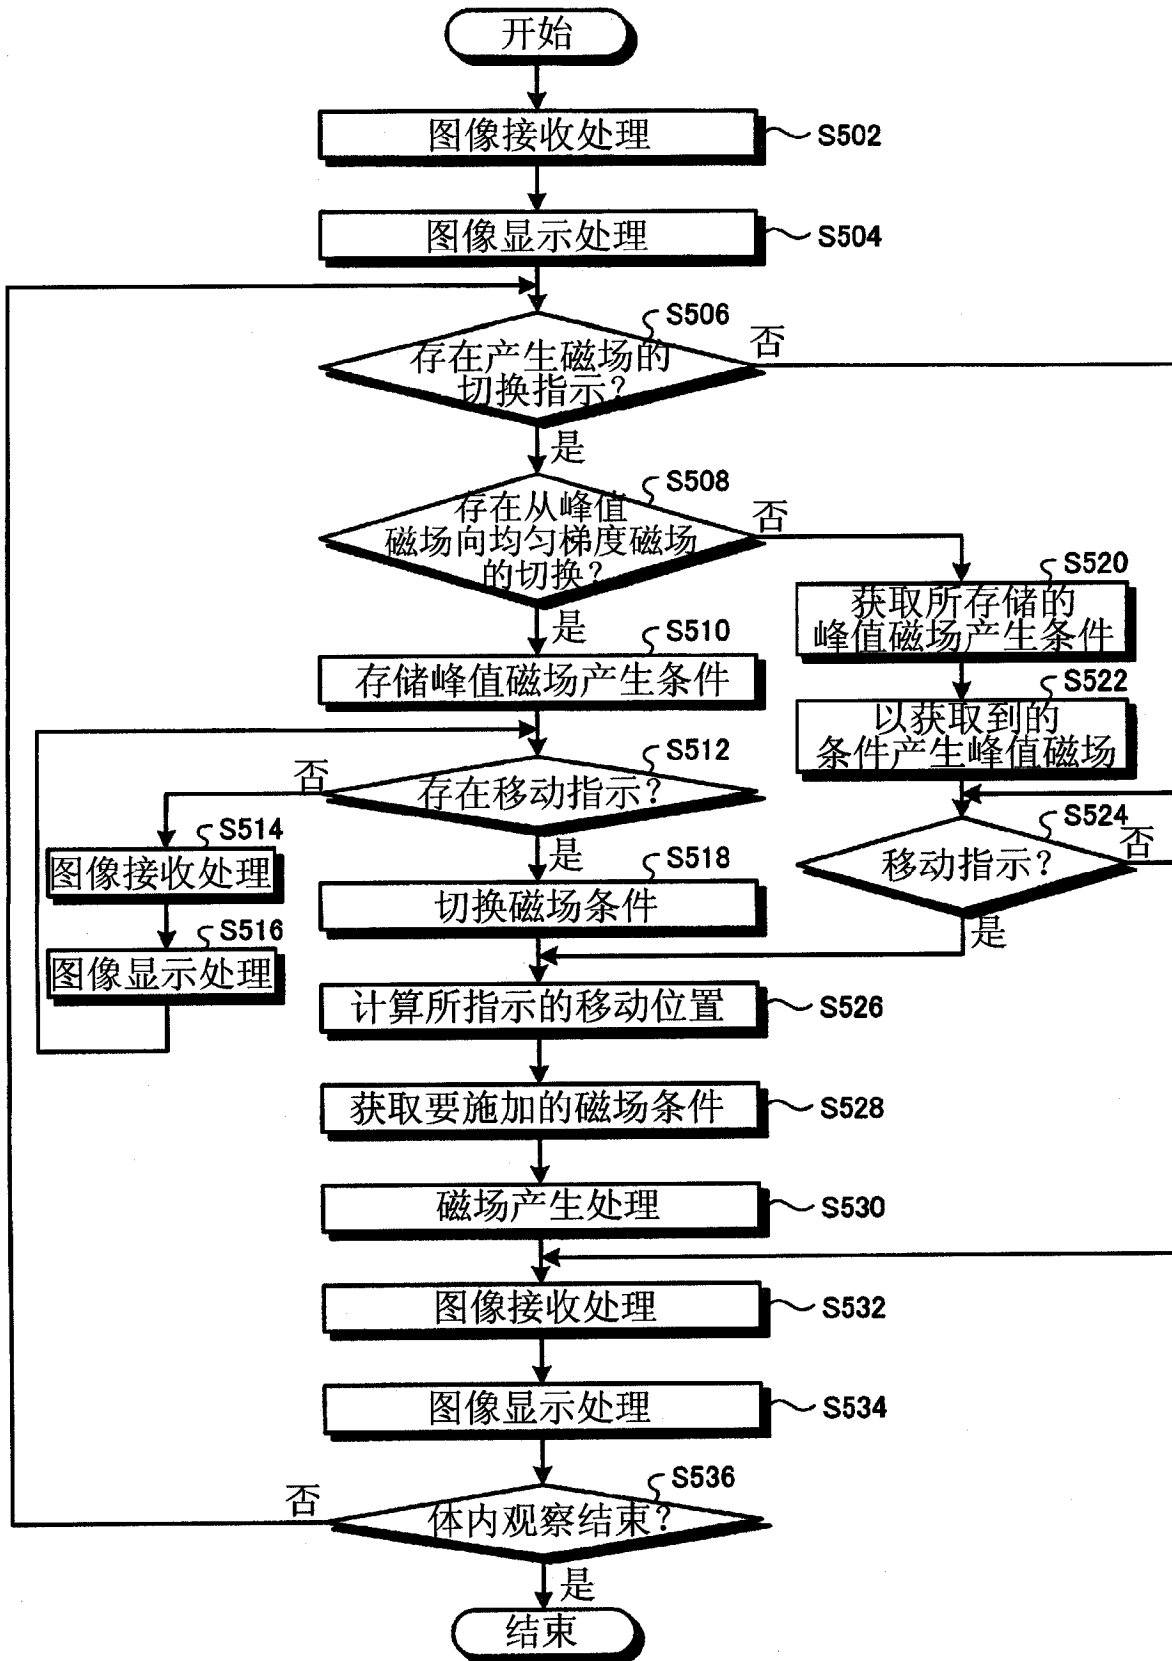 开始
图像接收处理
S502
图像显示处理
S504
S506
存在产生磁场的
切换指示？
否
是
S508
存在从峰值
磁场向均匀梯度磁场
的切换？
否
是
S520
获取所存储的
峰值磁场产生条件
S510
存储峰值磁场产生条件
S522
以获取到的
条件产生峰值磁场
S512
存在移动指示？
否
是
S524
移动指示？
否
是
S514
图像接收处理
S518
切换磁场条件
S516
图像显示处理
计算所指示的移动位置
S526
获取要施加的磁场条件
S528
磁场产生处理
S530
图像接收处理
S532
图像显示处理
S534
S536
体内观察结束？
否
是
结束